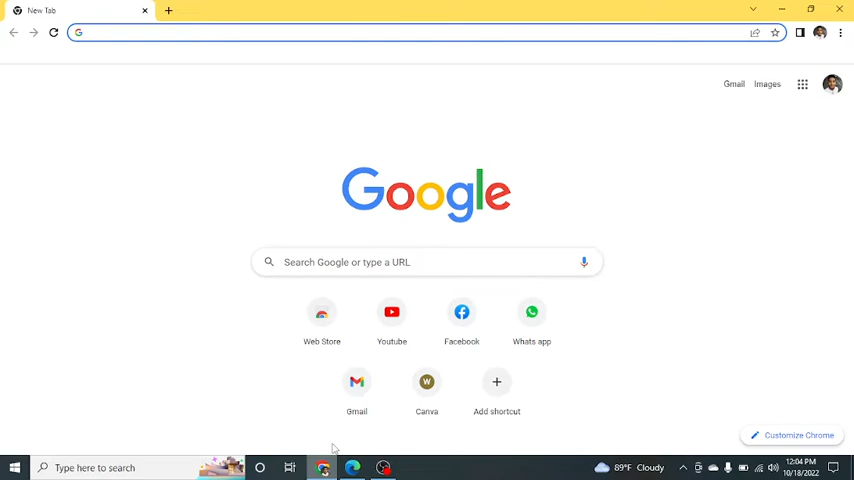 New Tab
Gmail Images
Google
Search Google or type a URL
Web Store Youtube Facebook Whats app
W
Gmail Canva Add shortcut
Customize Chrome
Type here to search
89°F Cloudy
12:04 PM
10/18/2022